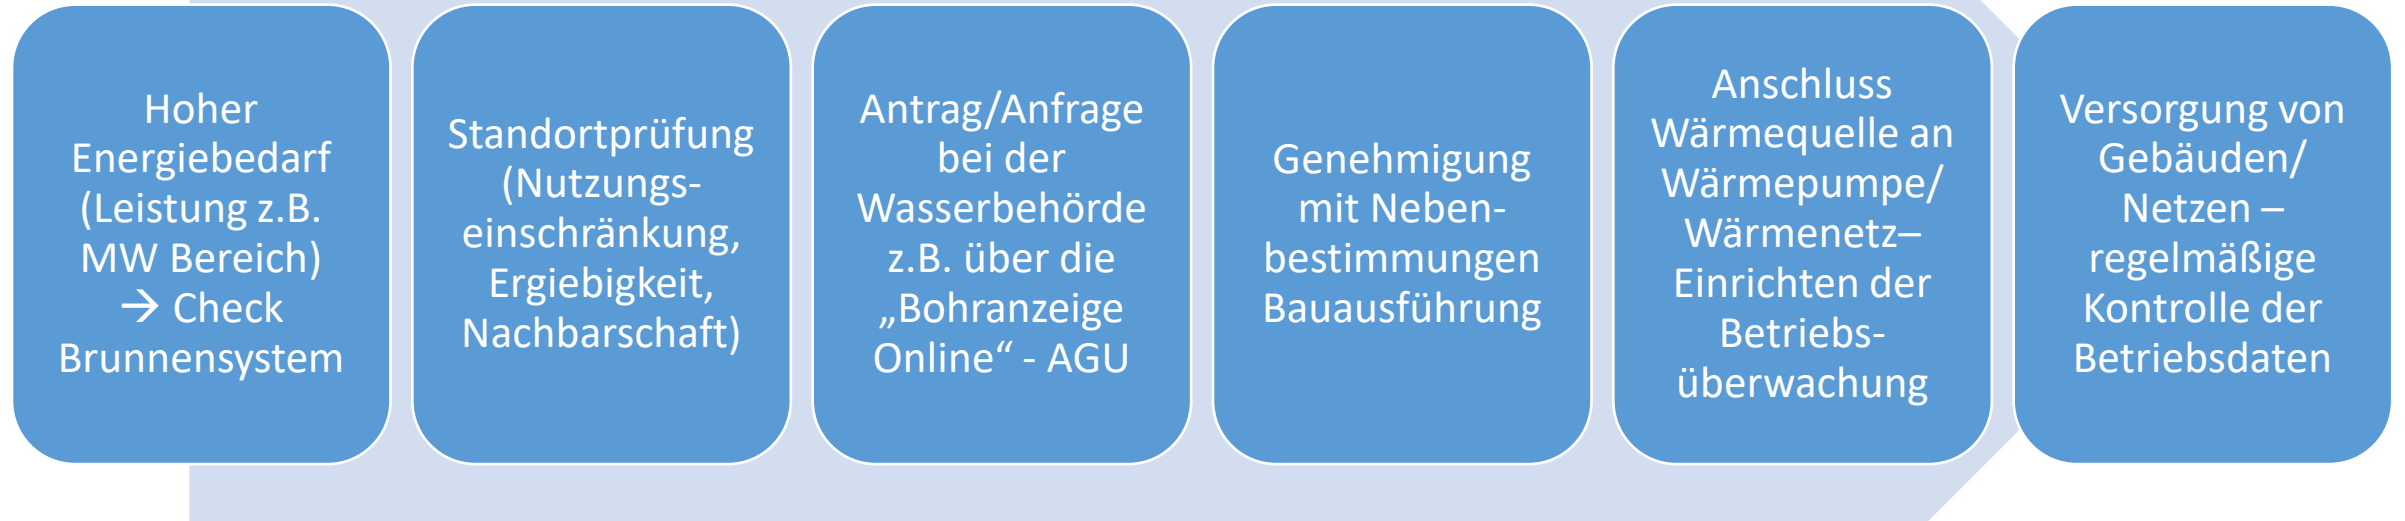 Hoher
Energiebedarf
(Leistung z.B.
MW Bereich)
→ Check
Brunnensystem
Standortprüfung
(Nutzungs-
einschränkung,
Ergiebigkeit,
Nachbarschaft)
Antrag/Anfrage
bei der
Wasserbehörde
z.B. über die
„Bohranzeige
Online“ - AGU
Genehmigung
mit Neben-
bestimmungen
Bauausführung
Anschluss
Wärmequelle an
Wärmepumpe/
Wärmenetz–
Einrichten der
Betriebs-
überwachung
Versorgung von
Gebäuden/
Netzen –
regelmäßige
Kontrolle der
Betriebsdaten